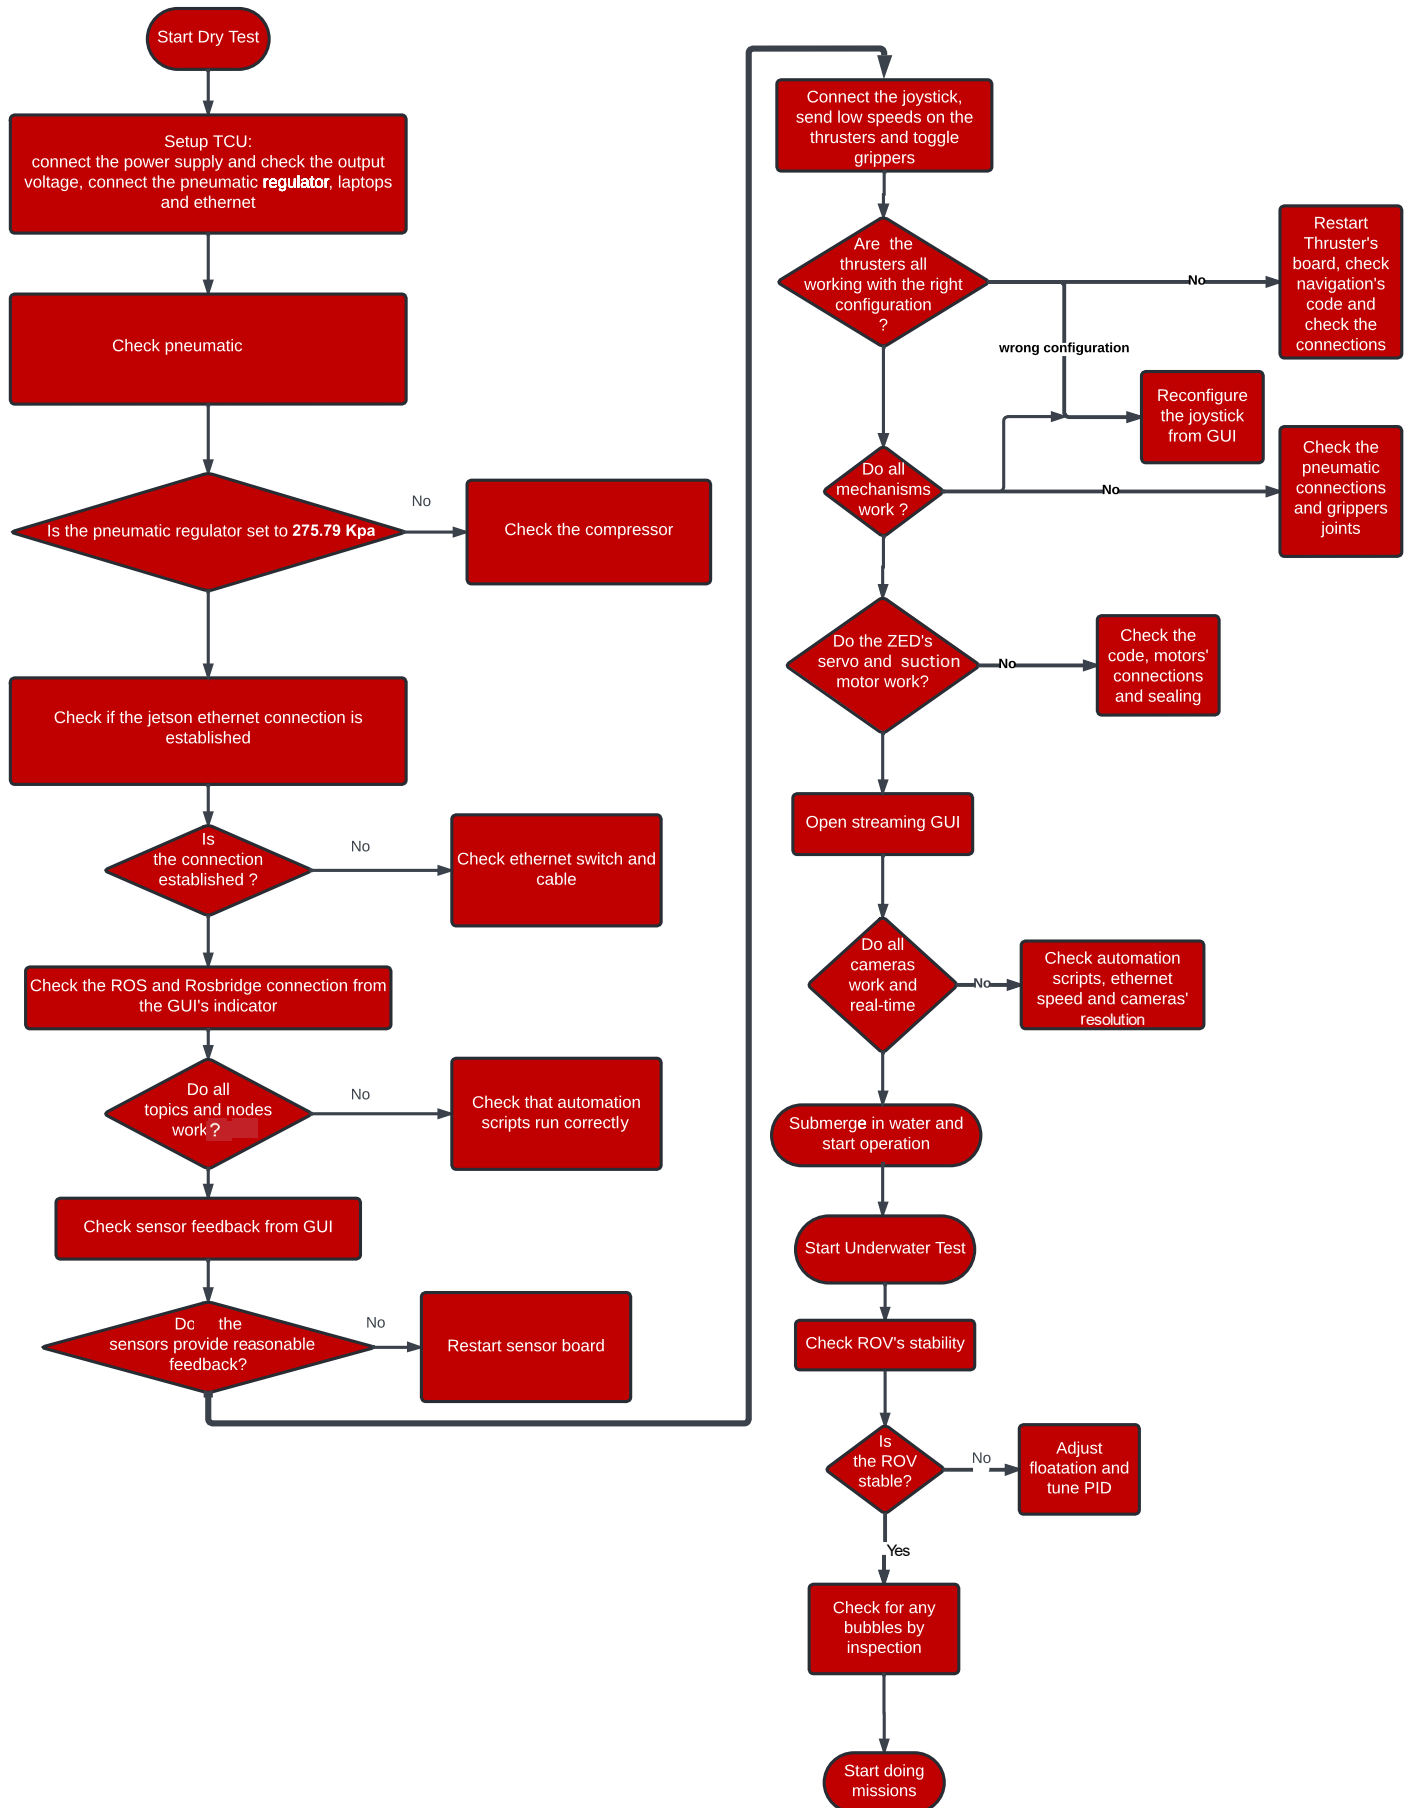 Start Dry Test
Setup TCU:
connect the power supply and check the output
voltage, connect the pneumatic regulator, laptops
and ethernet
Check pneumatic
Is the pneumatic regulator set to 275.79 Kpa
No
Check the compressor
Check if the jetson ethernet connection is
established
Is
the connection
established ?
No
Check ethernet switch and
cable
Check the ROS and Rosbridge connection from
the GUI's indicator
Do all
topics and nodes
work?
No
Check that automation
scripts run correctly
Check sensor feedback from GUI
Do the
sensors provide reasonable
feedback?
No
Restart sensor board
Connect the joystick,
send low speeds on the
thrusters and toggle
grippers
Are the
thrusters all
working with the right
configuration
?
No
Restart
Thruster's
board, check
navigation's
code and
check the
connections
wrong configuration
Reconfigure
the joystick
from GUI
Do all
mechanisms
work ?
No
Check the
pneumatic
connections
and grippers
joints
Do the ZED's
servo and suction
motor work?
No
Check the
code, motors'
connections
and sealing
Open streaming GUI
Do all
cameras
work and
real-time
No
Check automation
scripts, ethernet
speed and cameras'
resolution
Submerge in water and
start operation
Start Underwater Test
Check ROV's stability
Is
the ROV
stable?
No
Adjust
floatation and
tune PID
Yes
Check for any
bubbles by
inspection
Start doing
missions